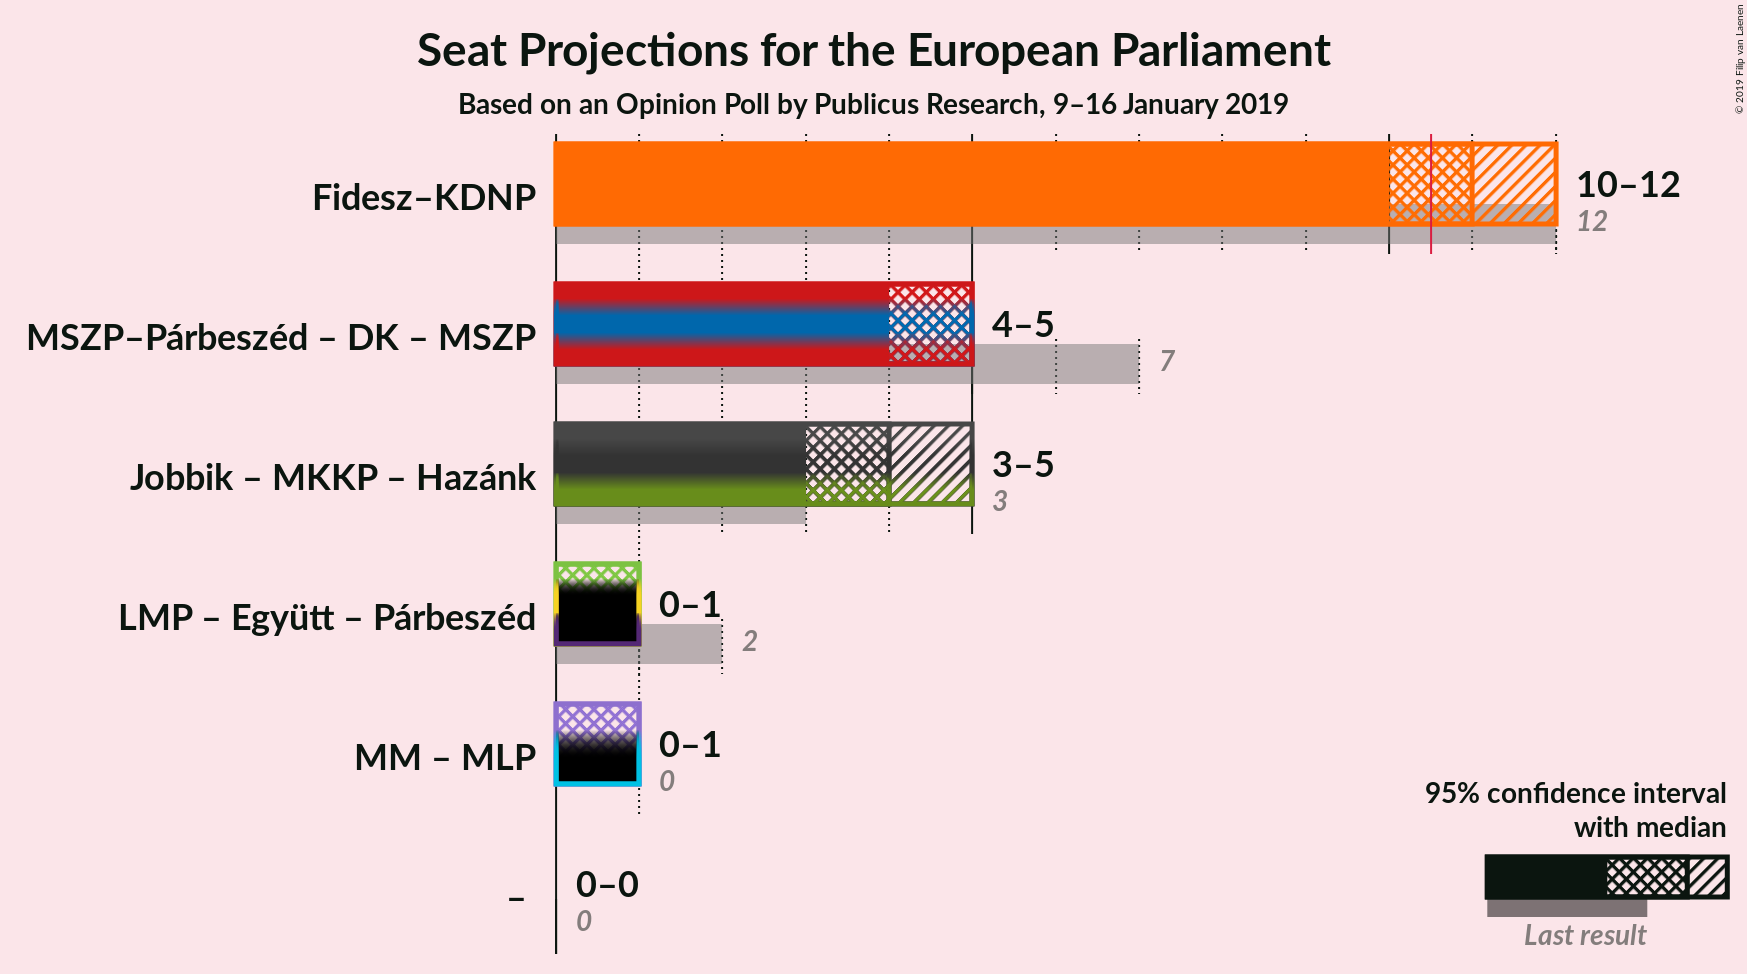 Seat Projections for the European Parliament
Based on an Opinion Poll by Publicus Research, 9–16 January 2019
© 2019 Filip van Laenen
Fidesz–KDNP
10–12
12
MSZP–Párbeszéd – DK – MSZP
4–5
7
Jobbik – MKKP – Hazánk
3–5
3
LMP – Együtt – Párbeszéd
0–1
2
MM – MLP
0–1
0
–
0–0
0
95% confidence interval
with median
Last result